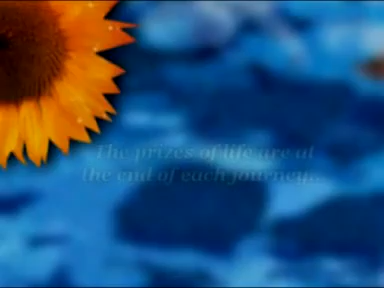 The prizes of life are at
the end of each journey..